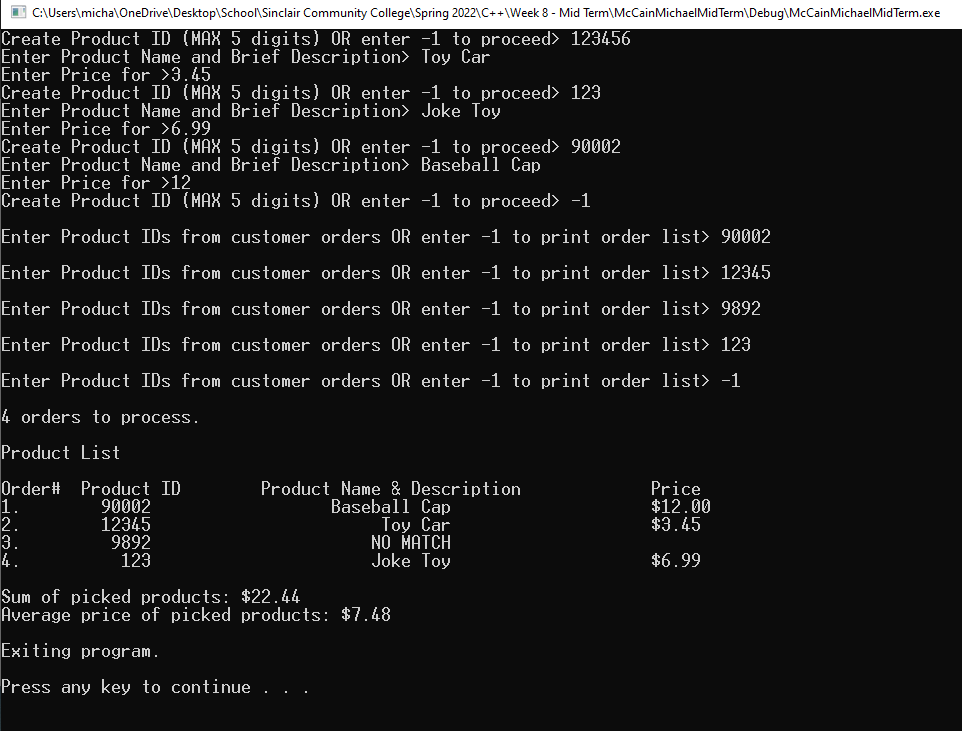 C:\Users\micha\OneDrive\Desktop\School\Sinclair Community College\Spring 2022\C++\Week 8 - Mid Term\McCainMichaelMidTerm\Debug\McCainMichaelMidTerm.exe
Create Product ID (MAX 5 digits) OR enter -1 to proceed> 123456
Enter Product Name and Brief Description> Toy Car
Enter Price for >3.45
Create Product ID (MAX 5 digits) OR enter -1 to proceed> 123
Enter Product Name and Brief Description> Joke Toy
Enter Price for >6.99
Create Product ID (MAX 5 digits) OR enter -1 to proceed> 90002
Enter Product Name and Brief Description> Baseball Cap
Enter Price for >12
Create Product ID (MAX 5 digits) OR enter -1 to proceed> -1
Enter Product IDs from customer orders OR enter -1 to print order list> 90002
Enter Product IDs from customer orders OR enter -1 to print order list> 12345
Enter Product IDs from customer orders OR enter -1 to print order list> 9892
Enter Product IDs from customer orders OR enter -1 to print order list> 123
Enter Product IDs from customer orders OR enter -1 to print order list> -1
4 orders to process.
Product List
Order#  Product ID        Product Name & Description             Price
1.        90002                  Baseball Cap                    $12.00
2.        12345                       Toy Car                    $3.45
3.         9892                      NO MATCH
4.          123                      Joke Toy                    $6.99
Sum of picked products: $22.44
Average price of picked products: $7.48
Exiting program.
Press any key to continue . . .